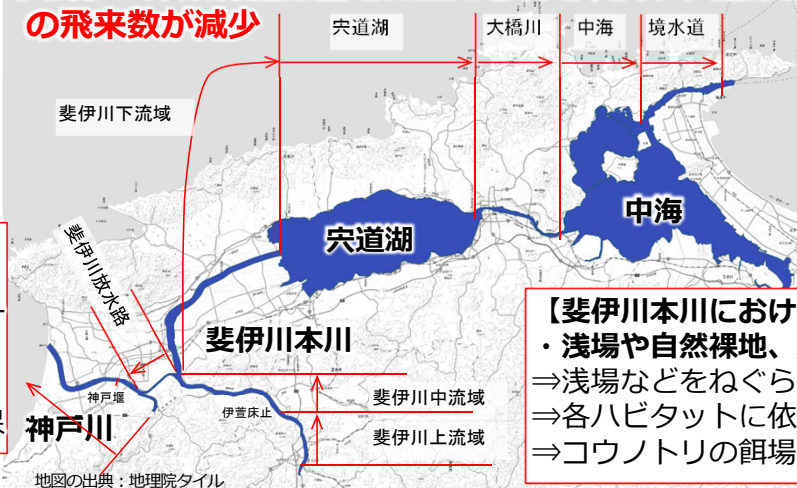 の飛来数が減少
宍道湖
大橋川
中海
境水道
斐伊川下流域
中海
宍道湖
斐伊川放水路
斐伊川本川
【斐伊川本川におけ
・浅場や自然裸地、
⇒浅場などをねぐら
⇒各ハビタットに依
⇒コウノトリの餌場
神戸堰
伊萱床止
斐伊川中流域
神戸川
斐伊川上流域
地図の出典：地理院タイル